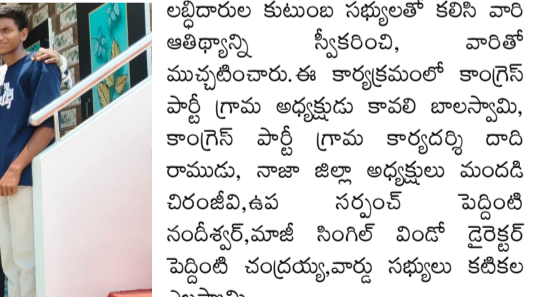 లబ్ధిదారుల కుటుంబ సభ్యులతో కలిసి వారి
ఆతిథ్యాన్ని స్వీకరించి, వారితో
ముచ్చటించారు.ఈ కార్యక్రమంలో కాంగ్రెస్
పార్టీ గ్రామ అధ్యక్షుడు కావలి బాలస్వామి,
కాంగ్రెస్ పార్టీ గ్రామ కార్యదర్శి దాది
రాముడు, నాజా జిల్లా అధ్యక్షులు మందడి
చిరంజీవి,ఉప సర్పంచ్ పెద్దింటి
నందీశ్వర్,మాజీ సింగిల్ విండో డైరెక్టర్
పెద్దింటి చంద్రయ్య,వార్డు సభ్యులు కటికల